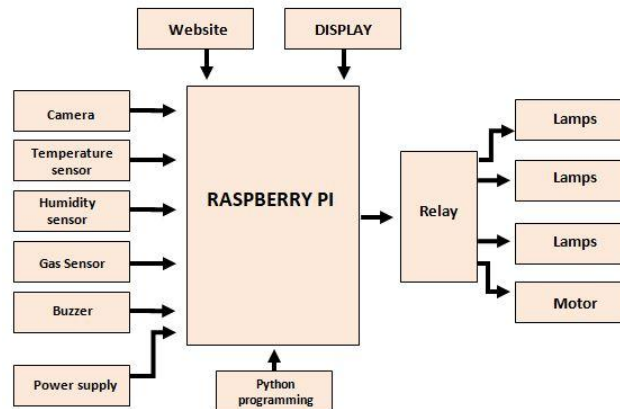 Website
DISPLAY
Camera
Temperature
sensor
Humidity
sensor
Gas Sensor
Buzzer
Power supply
RASPBERRY PI
Python
programming
Relay
Lamps
Lamps
Lamps
Motor